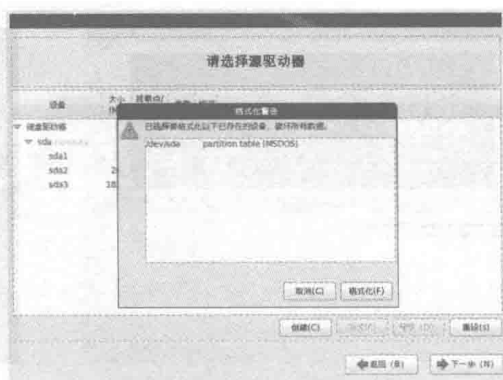 请选择源驱动器
设备
大小
挂载点/
格式化警告
硬盘驱动器
已选择要格式化以下已存在的设备，破坏所有数据。
sda
/dev/sda partition table (MSDOS)
sda1
sda2
sda3
取消(C) 格式化(F)
创建(C) 重设(s)
返回 (B) 下一步 (N)